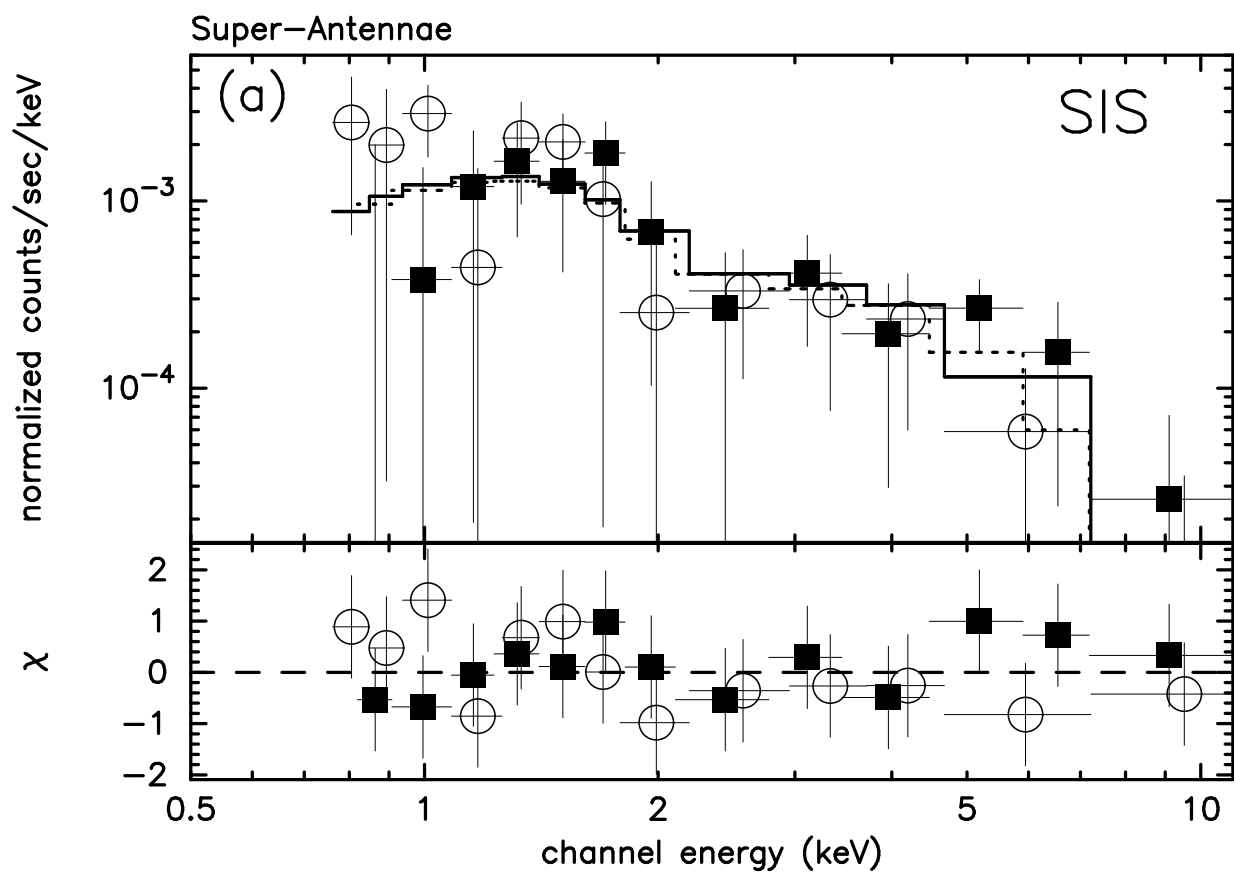 Super−Antennae
(a)
SIS
normalized counts/sec/keV
10−3
10−4
χ
2
1
0
−1
−2
0.5 1 2 5 10
channel energy (keV)